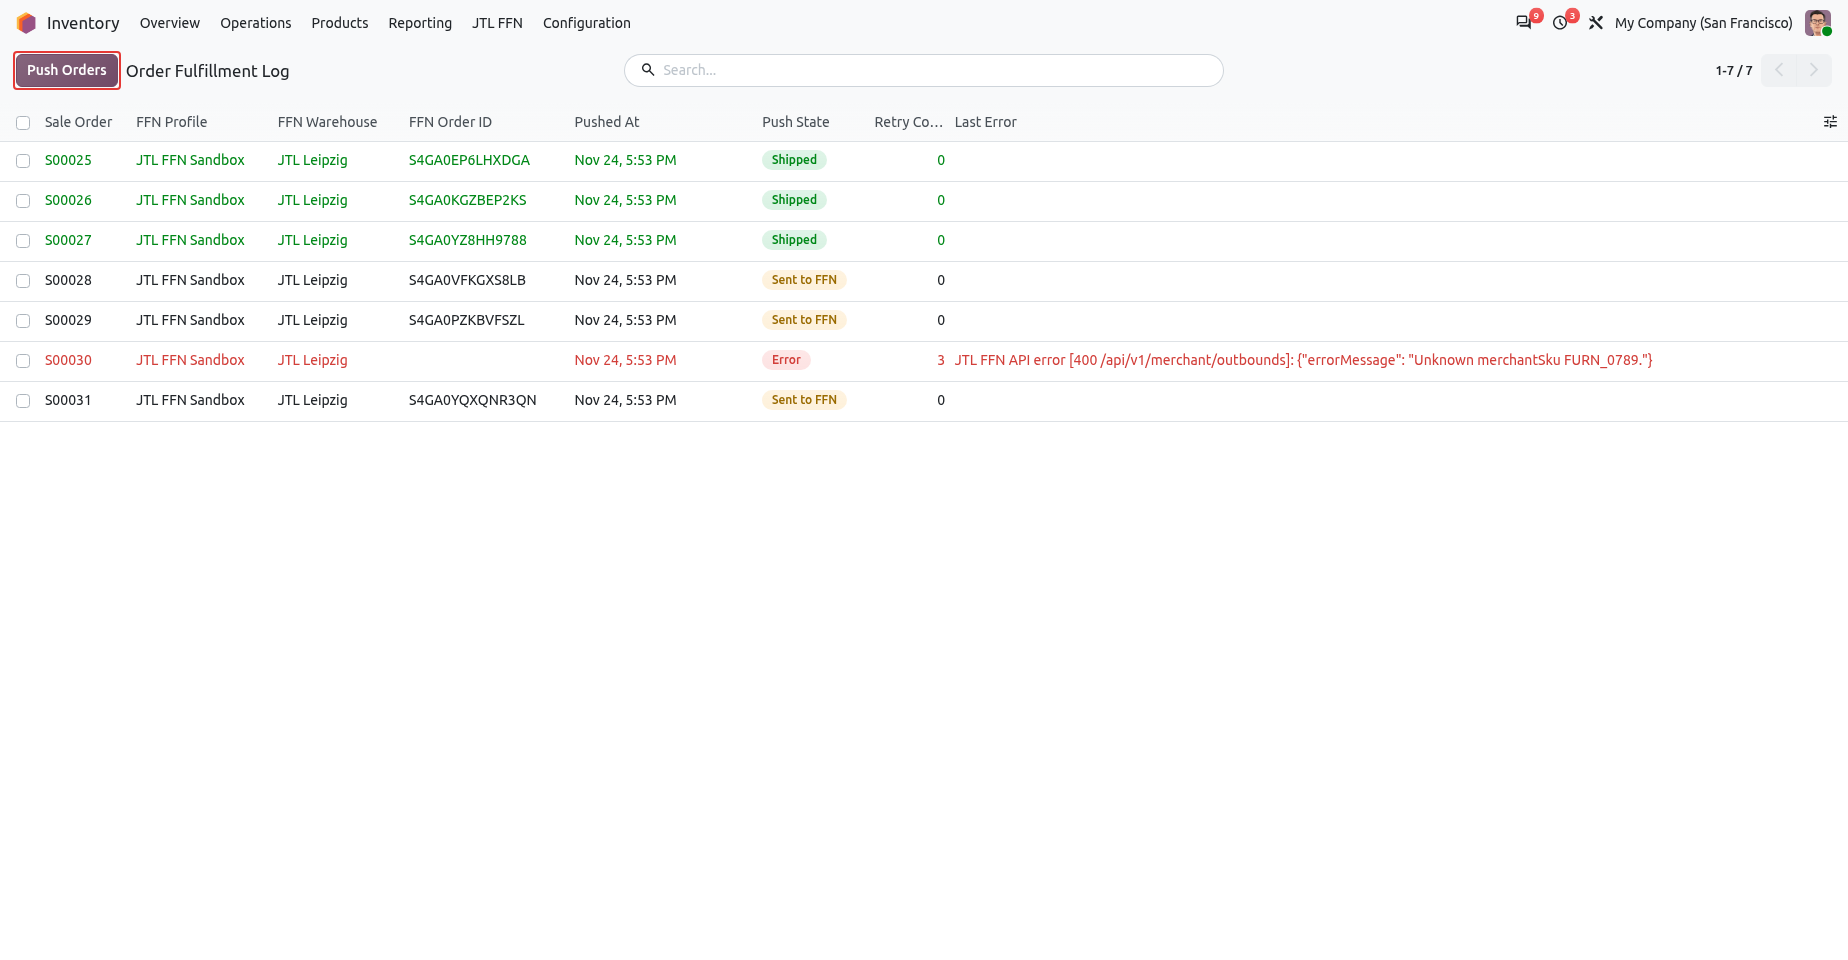 Inventory Overview Operations Products Reporting JTL FFN Configuration 9 3 My Company (San Francisco)
Push Orders Order Fulfillment Log Search... 1-7 / 7
Sale Order FFN Profile FFN Warehouse FFN Order ID Pushed At Push State Retry Co... Last Error
S00025 JTL FFN Sandbox JTL Leipzig S4GA0EP6LHXDGA Nov 24, 5:53 PM Shipped 0
S00026 JTL FFN Sandbox JTL Leipzig S4GA0KGZBEP2KS Nov 24, 5:53 PM Shipped 0
S00027 JTL FFN Sandbox JTL Leipzig S4GA0YZ8HH9788 Nov 24, 5:53 PM Shipped 0
S00028 JTL FFN Sandbox JTL Leipzig S4GA0VFKGXS8LB Nov 24, 5:53 PM Sent to FFN 0
S00029 JTL FFN Sandbox JTL Leipzig S4GA0PZKBVFSZL Nov 24, 5:53 PM Sent to FFN 0
S00030 JTL FFN Sandbox JTL Leipzig Nov 24, 5:53 PM Error 3 JTL FFN API error [400 /api/v1/merchant/outbounds]: {"errorMessage": "Unknown merchantSku FURN_0789."}
S00031 JTL FFN Sandbox JTL Leipzig S4GA0YQXQNR3QN Nov 24, 5:53 PM Sent to FFN 0